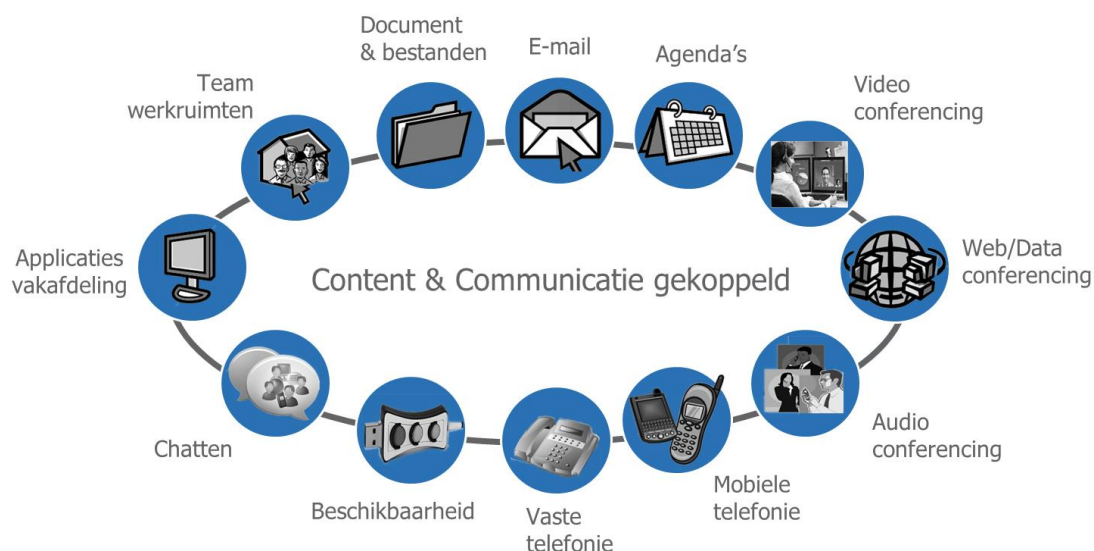 Document
& bestanden
E-mail
Agenda's
Team
werkruimten
Video
conferencing
Applicaties
vakafdeling
Content & Communicatie gekoppeld
Web/Data
conferencing
Chatten
Beschikbaarheid
Vaste
telefonie
Mobiele
telefonie
Audio
conferencing